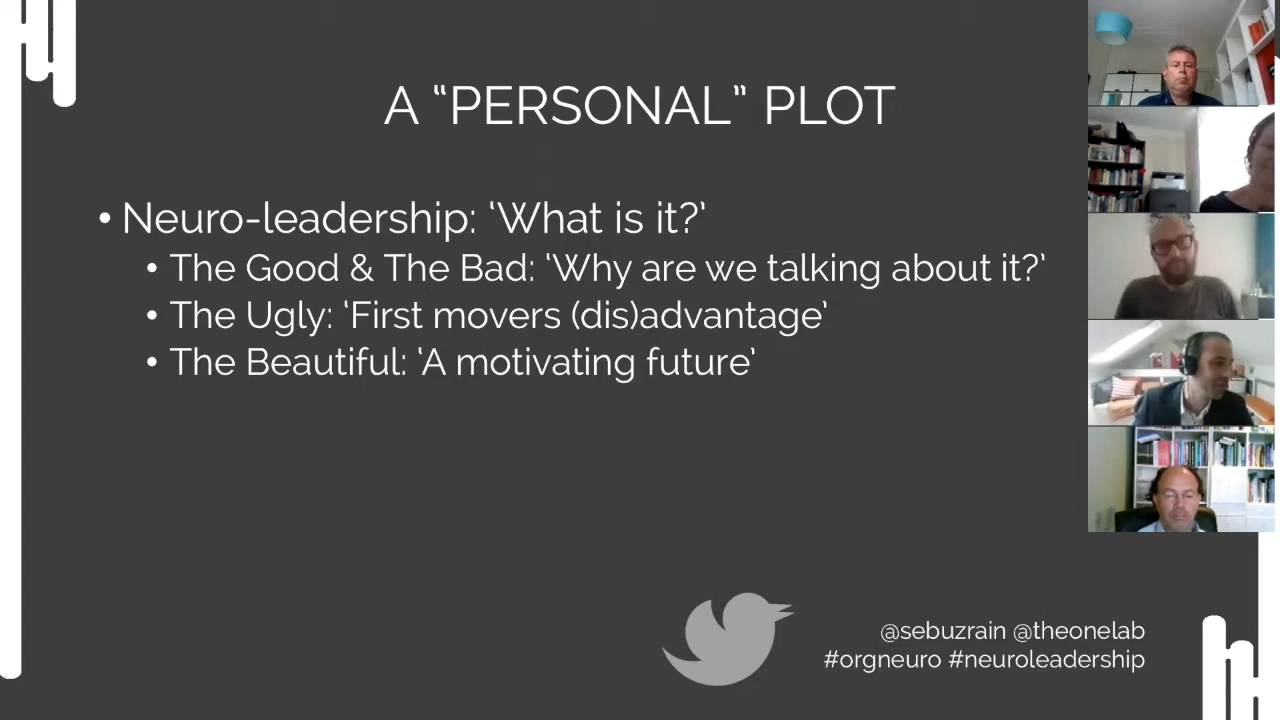 A “PERSONAL” PLOT
• Neuro-leadership: ‘What is it?’
• The Good & The Bad: ‘Why are we talking about it?’
• The Ugly: ‘First movers (dis)advantage’
• The Beautiful: ‘A motivating future’
@sebuzrain @theonelab
#orgneuro #neuroleadership